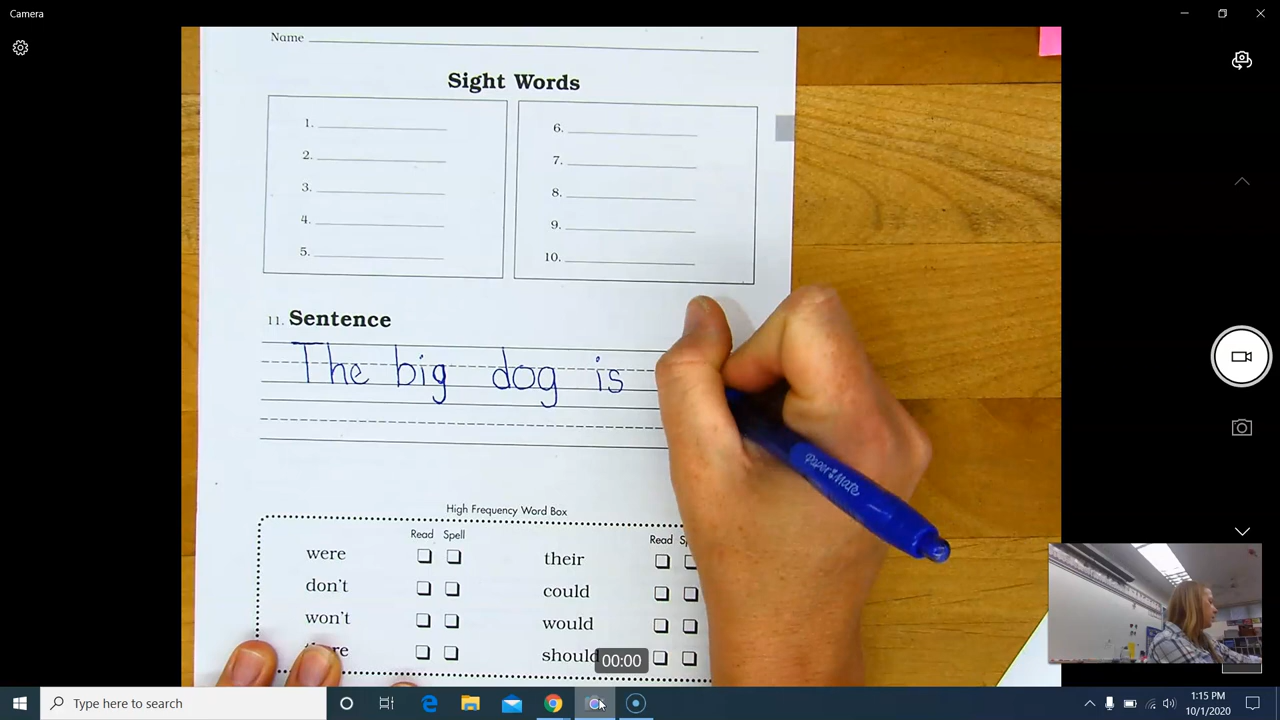 Camera
Name
Sight Words
1.
2.
3.
4.
5.
6.
7.
8.
9.
10.
11. Sentence
The big dog is
Paper Mate
High Frequency Word Box
Read Spell
Read
were
don't
won't
their
could
would
should
00:00
Type here to search
1:15 PM
10/1/2020